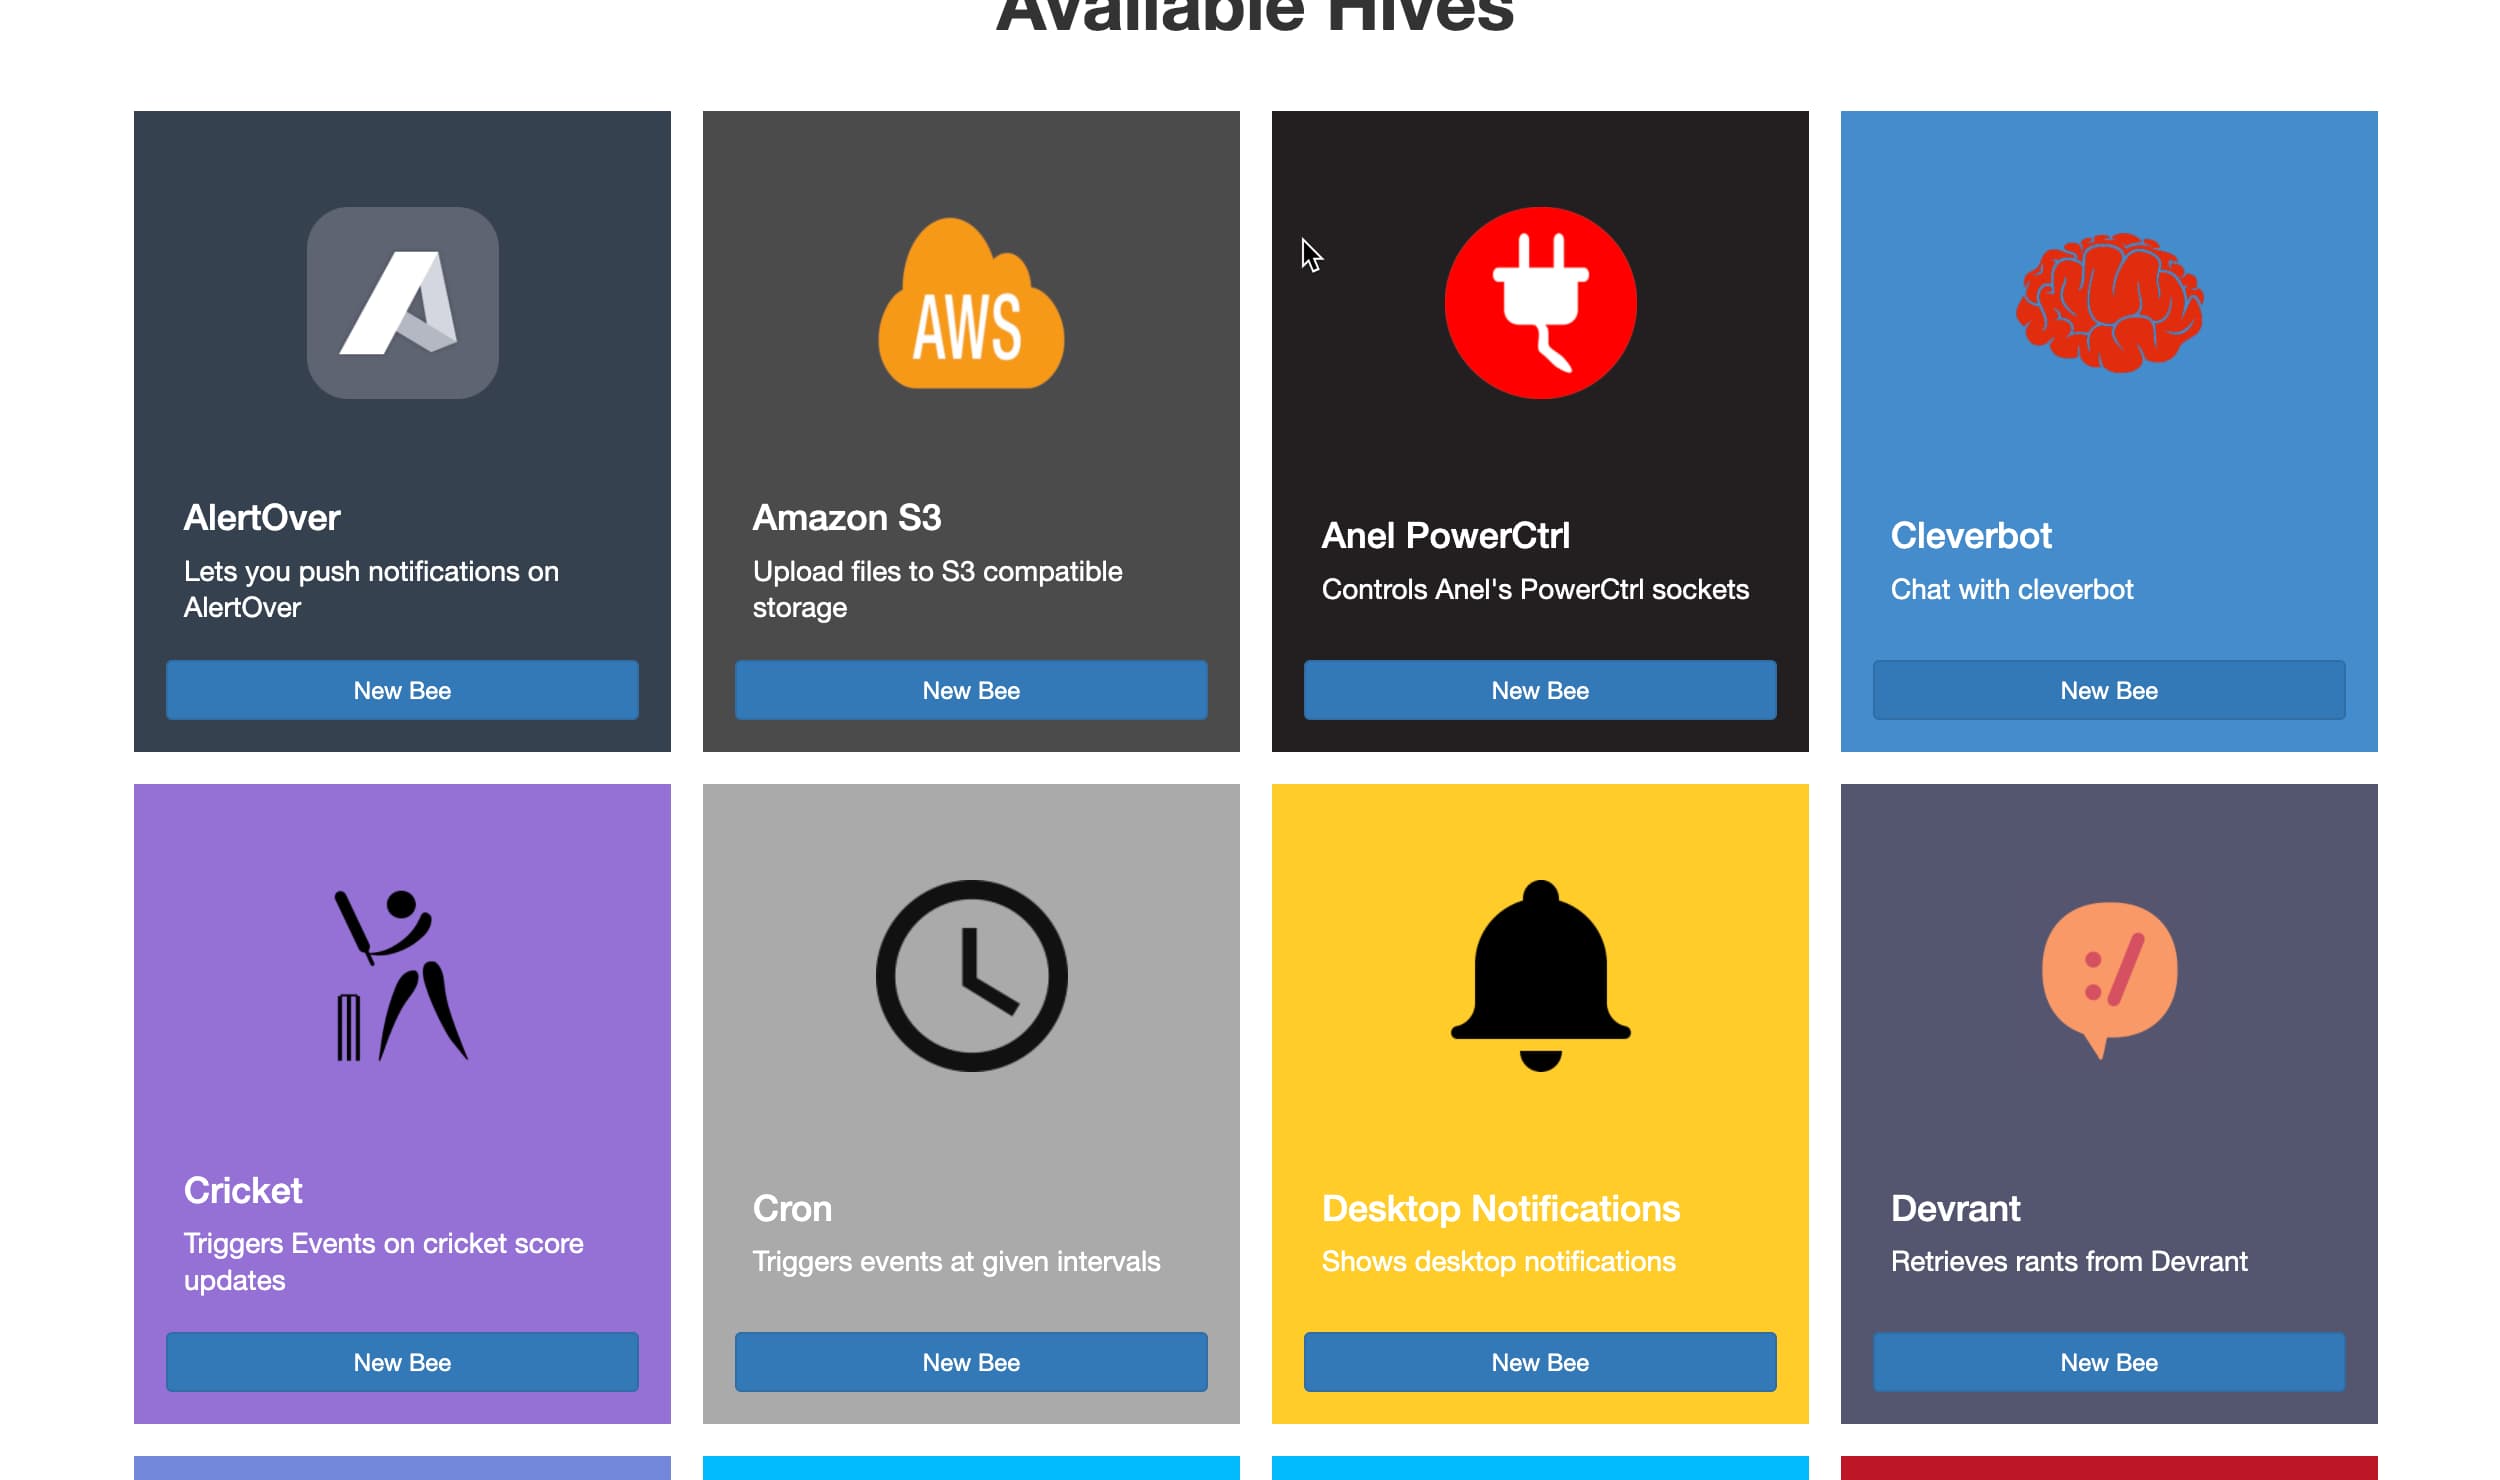 Available Hives
AWS
AlertOver
Lets you push notifications on
AlertOver
New Bee
Amazon S3
Upload files to S3 compatible
storage
New Bee
Anel PowerCtrl
Controls Anel's PowerCtrl sockets
New Bee
Cleverbot
Chat with cleverbot
New Bee
Cricket
Triggers Events on cricket score
updates
New Bee
Cron
Triggers events at given intervals
New Bee
Desktop Notifications
Shows desktop notifications
New Bee
:/
Devrant
Retrieves rants from Devrant
New Bee